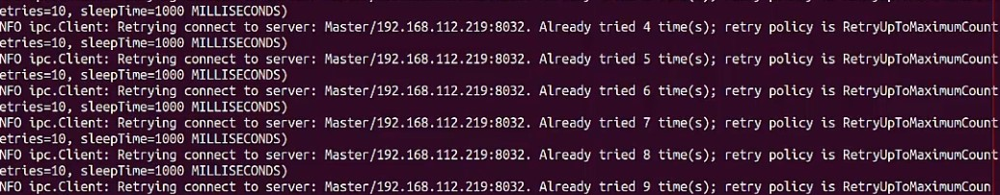 etries=10, sleepTime=1000 MILLISECONDS)
NFO ipc.Client: Retrying connect to server: Master/192.168.112.219:8032. Already tried 4 time(s); retry policy is RetryUpToMaximumCount
etries=10, sleepTime=1000 MILLISECONDS)
NFO ipc.Client: Retrying connect to server: Master/192.168.112.219:8032. Already tried 5 time(s); retry policy is RetryUpToMaximumCount
etries=10, sleepTime=1000 MILLISECONDS)
NFO ipc.Client: Retrying connect to server: Master/192.168.112.219:8032. Already tried 6 time(s); retry policy is RetryUpToMaximumCount
etries=10, sleepTime=1000 MILLISECONDS)
NFO ipc.Client: Retrying connect to server: Master/192.168.112.219:8032. Already tried 7 time(s); retry policy is RetryUpToMaximumCount
etries=10, sleepTime=1000 MILLISECONDS)
NFO ipc.Client: Retrying connect to server: Master/192.168.112.219:8032. Already tried 8 time(s); retry policy is RetryUpToMaximumCount
etries=10, sleepTime=1000 MILLISECONDS)
NFO ipc.Client: Retrying connect to server: Master/192.168.112.219:8032. Already tried 9 time(s); retry policy is RetryUpToMaximumCoun